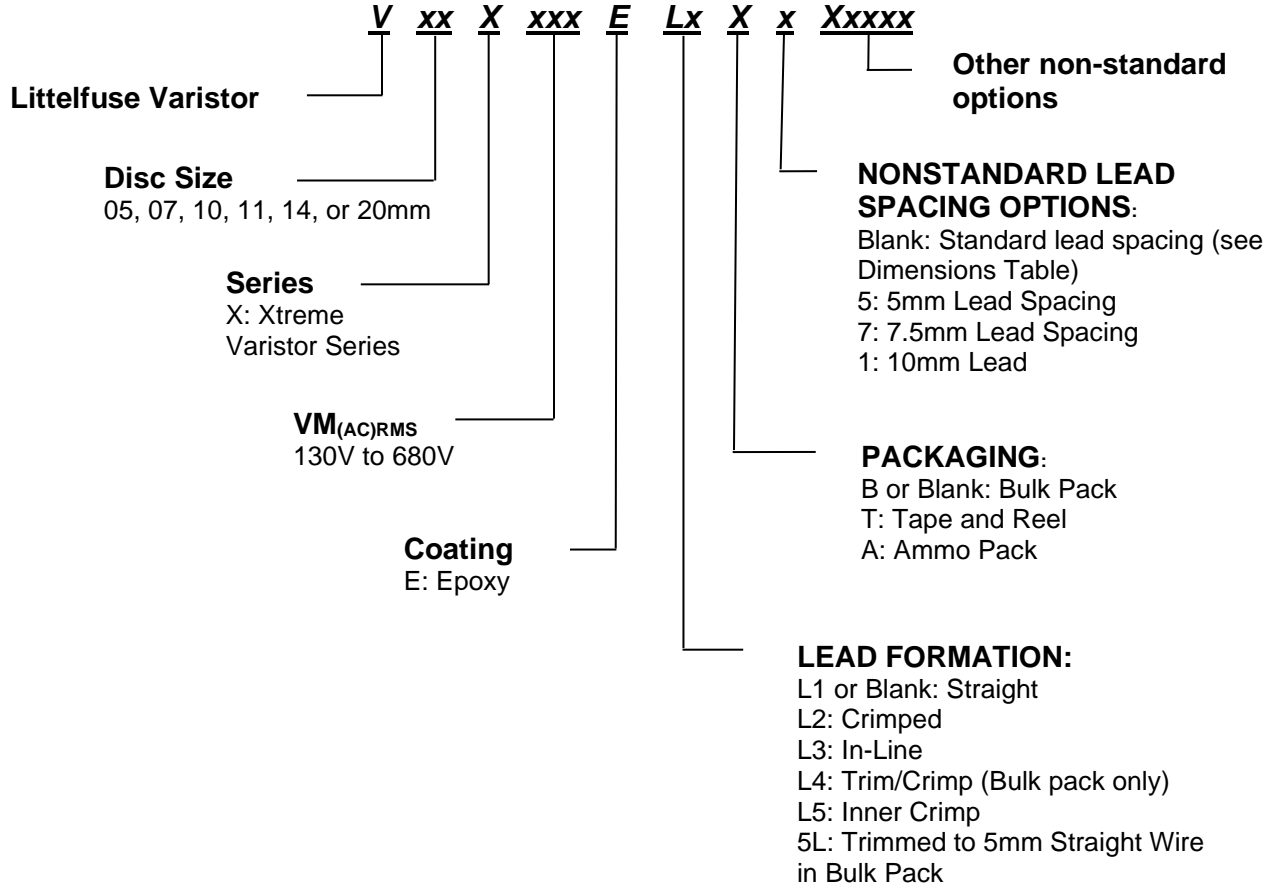 V xx X xxx E Lx X x Xxxxx
Other non-standard
options
Littelfuse Varistor
Disc Size
05, 07, 10, 11, 14, or 20mm
NONSTANDARD LEAD
SPACING OPTIONS:
Blank: Standard lead spacing (see
Dimensions Table)
5: 5mm Lead Spacing
7: 7.5mm Lead Spacing
1: 10mm Lead
Series
X: Xtreme
Varistor Series
VM(AC)RMS
130V to 680V
PACKAGING:
B or Blank: Bulk Pack
T: Tape and Reel
A: Ammo Pack
Coating
E: Epoxy
LEAD FORMATION:
L1 or Blank: Straight
L2: Crimped
L3: In-Line
L4: Trim/Crimp (Bulk pack only)
L5: Inner Crimp
5L: Trimmed to 5mm Straight Wire
in Bulk Pack